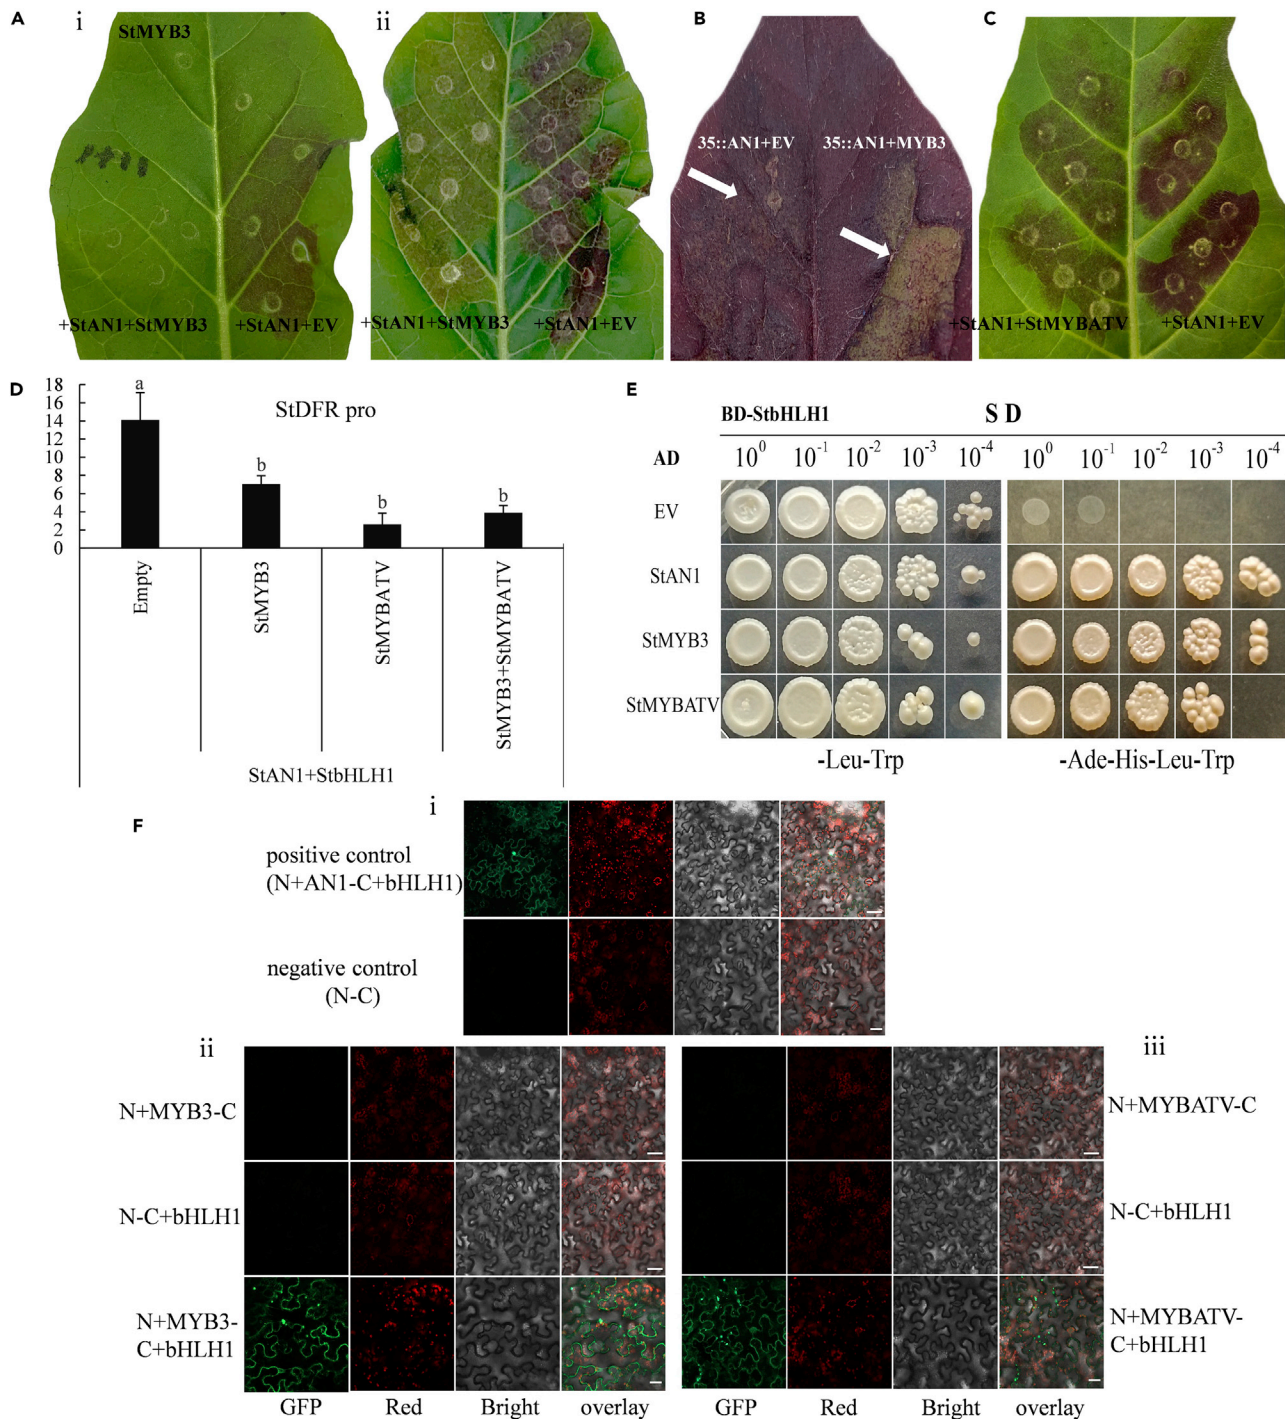 A
i
StMYB3
+StAN1+StMYB3
+StAN1+EV
ii
+StAN1+StMYB3
+StAN1+EV
B
35::AN1+EV
35::AN1+MYB3
C
+StAN1+StMYBATV
+StAN1+EV
D
StDFR pro
18
16
14
12
10
8
6
4
2
0
a
b
b
b
Empty
StMYB3
StMYBATV
StMYB3+StMYBATV
StAN1+StbHLH1
E
BD-StbHLH1
S D
AD
10⁰ 10⁻¹ 10⁻² 10⁻³ 10⁻⁴ 10⁰ 10⁻¹ 10⁻² 10⁻³ 10⁻⁴
EV
StAN1
StMYB3
StMYBATV
-Leu-Trp
-Ade-His-Leu-Trp
F
i
positive control
(N+AN1-C+bHLH1)
negative control
(N-C)
ii
N+MYB3-C
N-C+bHLH1
N+MYB3-
C+bHLH1
GFP Red Bright overlay
iii
N+MYBATV-C
N-C+bHLH1
N+MYBATV-
C+bHLH1
GFP Red Bright overlay